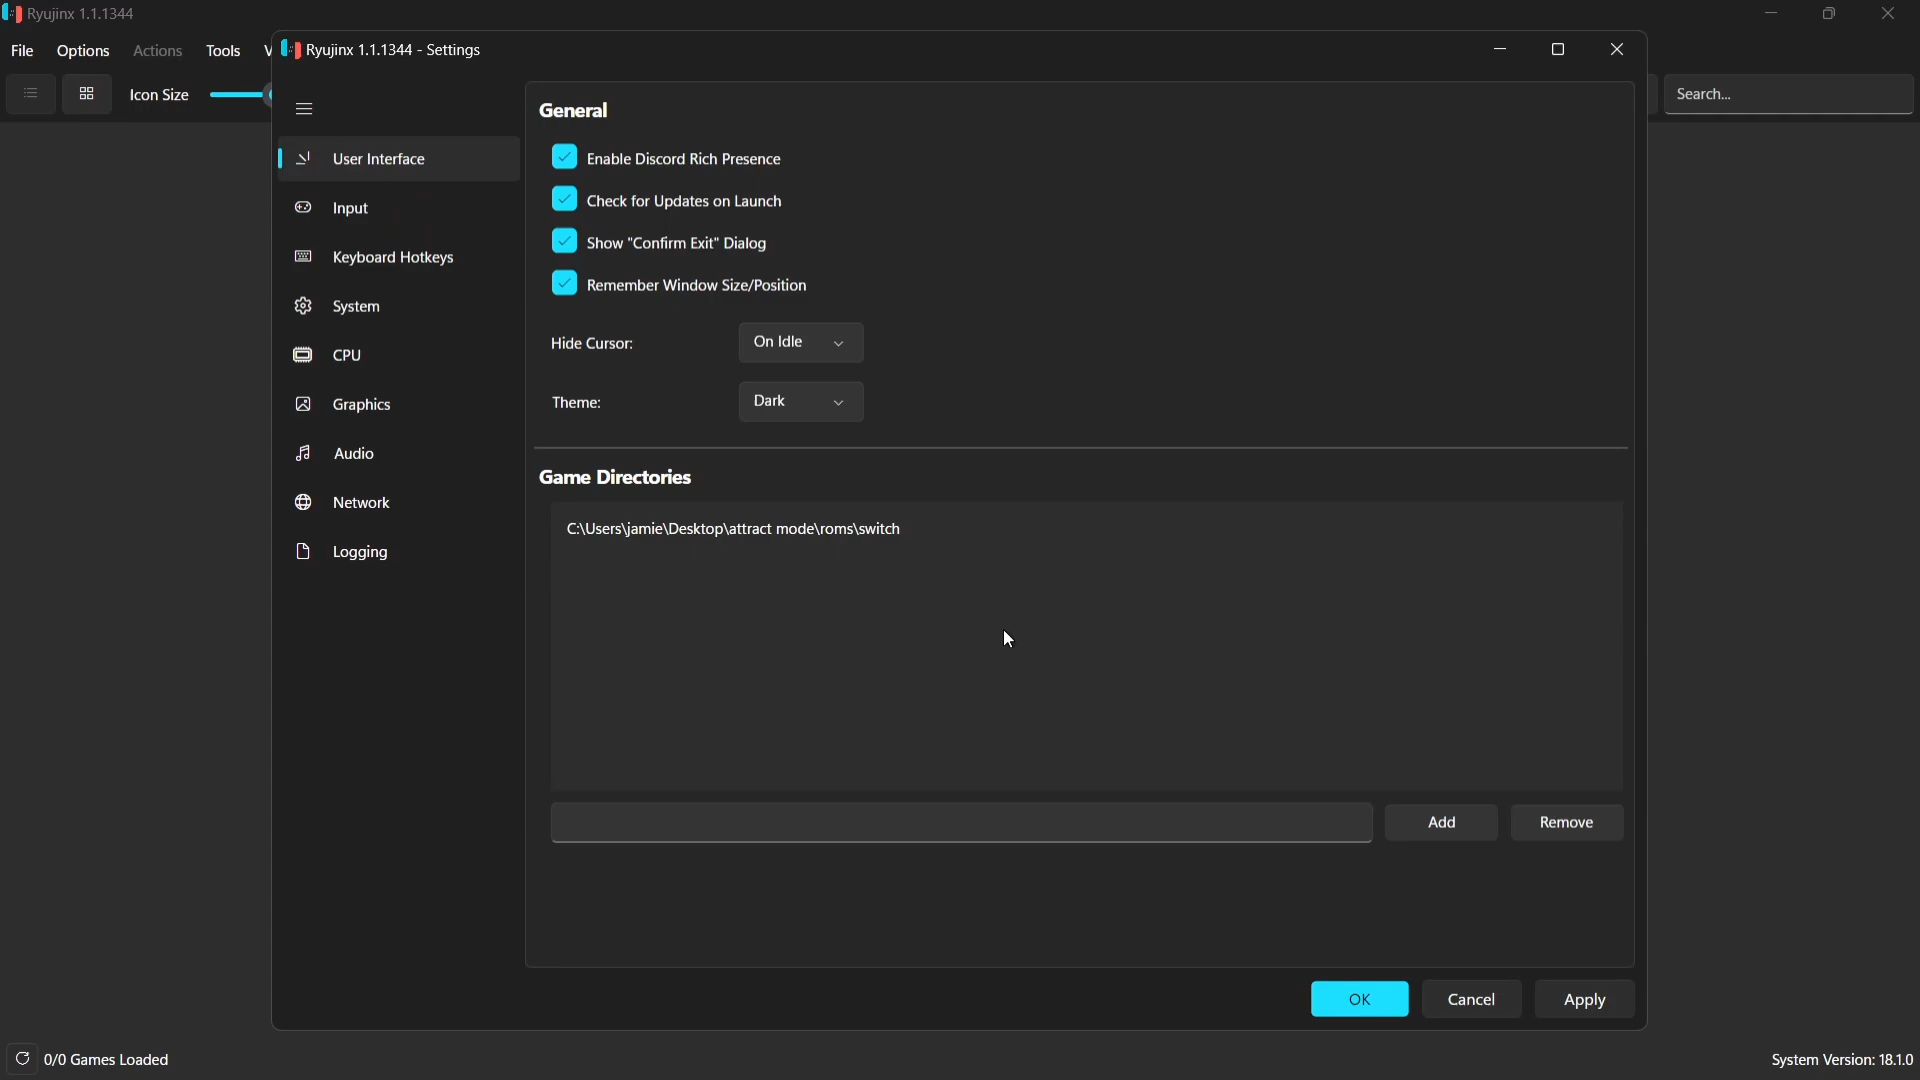 Ryujinx 1.1.1344
File Options Actions Tools V
Icon Size
Search...
Ryujinx 1.1.1344 - Settings
User Interface
Input
Keyboard Hotkeys
System
CPU
Graphics
Audio
Network
Logging
General
Enable Discord Rich Presence
Check for Updates on Launch
Show "Confirm Exit" Dialog
Remember Window Size/Position
Hide Cursor: On Idle
Theme: Dark
Game Directories
C:\Users\jamie\Desktop\attract mode\roms\switch
Add Remove
OK Cancel Apply
0/0 Games Loaded
System Version: 18.1.0